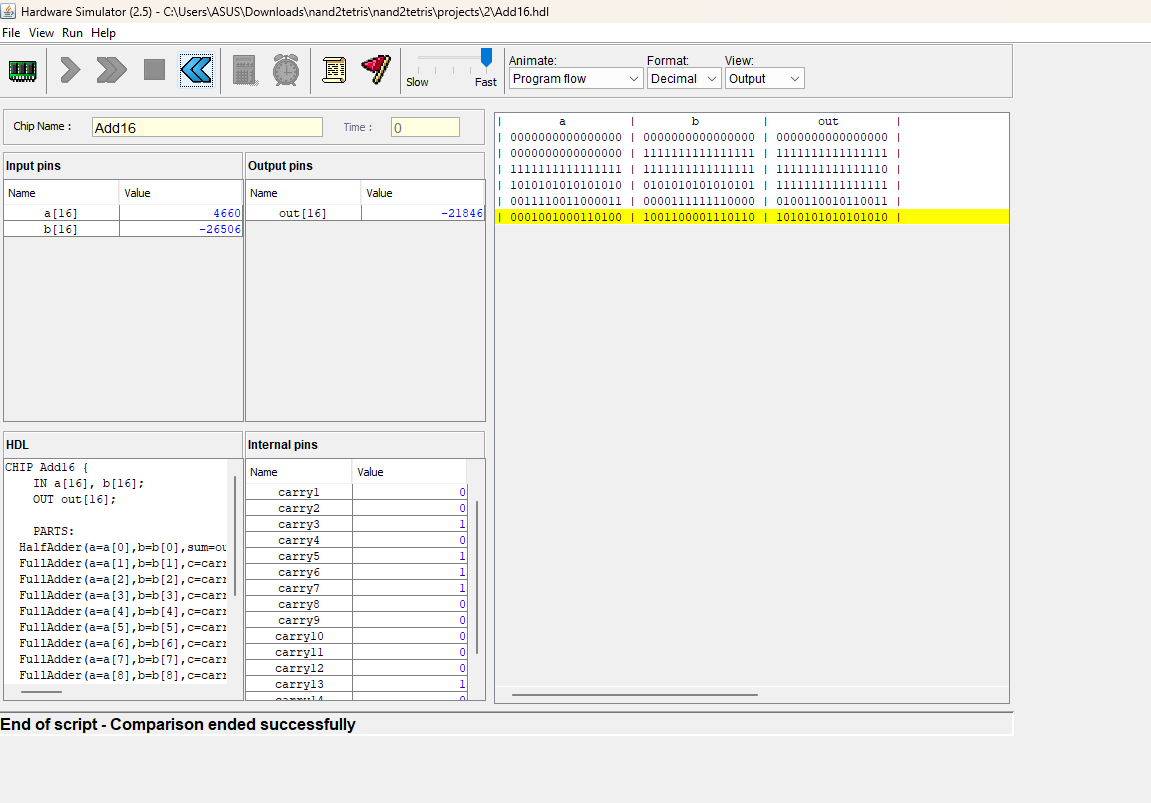 Hardware Simulator (2.5) - C:\Users\ASUS\Downloads\nand2tetris\nand2tetris\projects\2\Add16.hdl
File View Run Help
Slow Fast
Animate: Format: View:
Program flow Decimal Output
Chip Name : Add16 Time : 0
Input pins
Name Value
a[16] 4660
b[16] -26506
Output pins
Name Value
out[16] -21846
| a | b | out |
| 0000000000000000 | 0000000000000000 | 0000000000000000 |
| 0000000000000000 | 1111111111111111 | 1111111111111111 |
| 1111111111111111 | 1111111111111111 | 1111111111111110 |
| 1010101010101010 | 0101010101010101 | 1111111111111111 |
| 0011110011000011 | 0000111111110000 | 0100110010110011 |
| 0001001000110100 | 1001100001110110 | 1010101010101010 |
HDL
CHIP Add16 {
IN a[16], b[16];
OUT out[16];
PARTS:
HalfAdder(a=a[0],b=b[0],sum=ou
FullAdder(a=a[1],b=b[1],c=carr
FullAdder(a=a[2],b=b[2],c=carr
FullAdder(a=a[3],b=b[3],c=carr
FullAdder(a=a[4],b=b[4],c=carr
FullAdder(a=a[5],b=b[5],c=carr
FullAdder(a=a[6],b=b[6],c=carr
FullAdder(a=a[7],b=b[7],c=carr
FullAdder(a=a[8],b=b[8],c=carr
Internal pins
Name Value
carry1 0
carry2 0
carry3 1
carry4 0
carry5 1
carry6 1
carry7 1
carry8 0
carry9 0
carry10 0
carry11 0
carry12 0
carry13 1
carry14 0
End of script - Comparison ended successfully